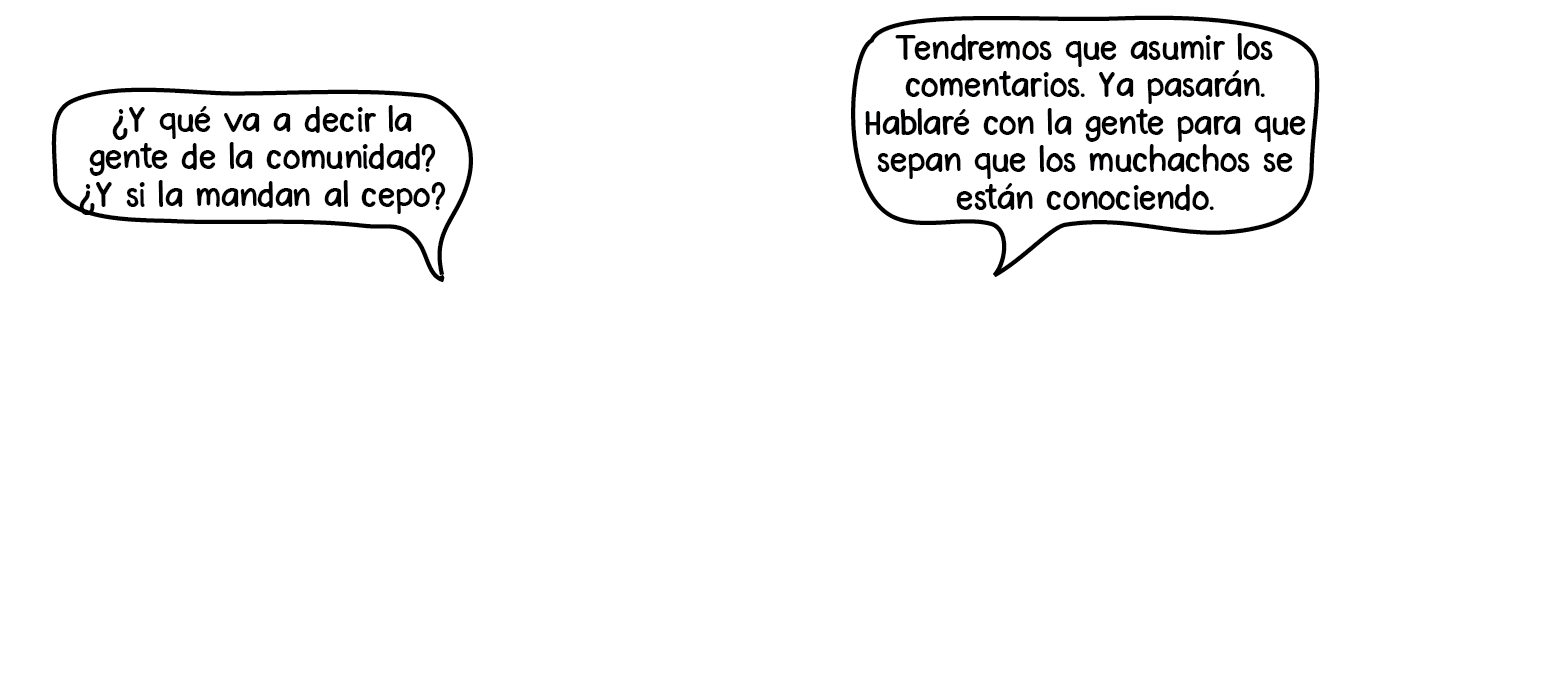 ¿Y qué va a decir la
gente de la comunidad?
¿Y si la mandan al cepo?
Tendremos que asumir los
comentarios. Ya pasarán.
Hablaré con la gente para que
sepan que los muchachos se
están conociendo.